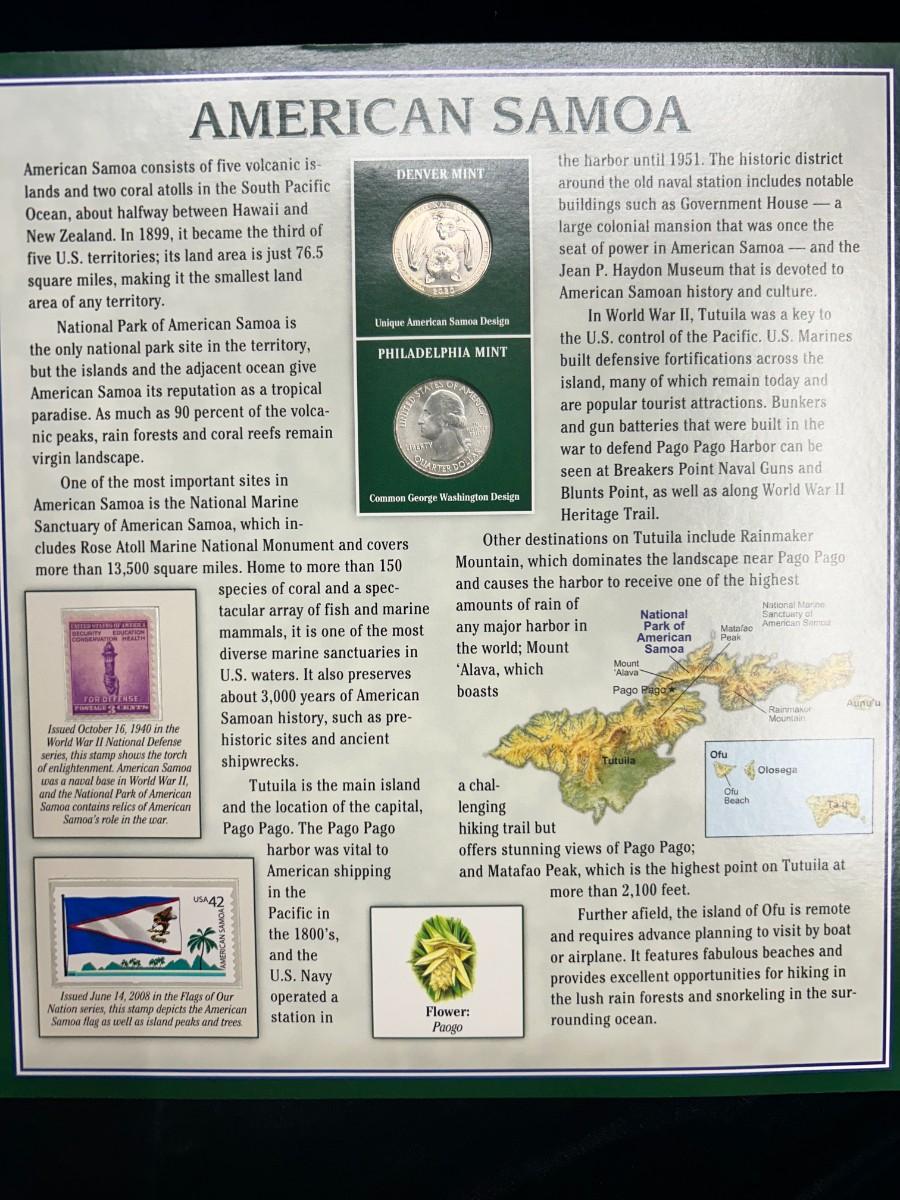 AMERICAN SAMOA
American Samoa consists of five volcanic is-
lands and two coral atolls in the South Pacific
Ocean, about halfway between Hawaii and
New Zealand. In 1899, it became the third of
five U.S. territories; its land area is just 76.5
square miles, making it the smallest land
area of any territory.
National Park of American Samoa is
the only national park site in the territory,
but the islands and the adjacent ocean give
American Samoa its reputation as a tropical
paradise. As much as 90 percent of the volca-
nic peaks, rain forests and coral reefs remain
virgin landscape.
One of the most important sites in
American Samoa is the National Marine
Sanctuary of American Samoa, which in-
cludes Rose Atoll Marine National Monument and covers
more than 13,500 square miles. Home to more than 150
species of coral and a spec-
tacular array of fish and marine
mammals, it is one of the most
diverse marine sanctuaries in
U.S. waters. It also preserves
about 3,000 years of American
Samoan history, such as pre-
historic sites and ancient
shipwrecks.
Tutuila is the main island
and the location of the capital,
Pago Pago. The Pago Pago
harbor was vital to
American shipping
in the
Pacific in
the 1800's,
and the
U.S. Navy
operated a
station in
the harbor until 1951. The historic district
around the old naval station includes notable
buildings such as Government House — a
large colonial mansion that was once the
seat of power in American Samoa — and the
Jean P. Haydon Museum that is devoted to
American Samoan history and culture.
In World War II, Tutuila was a key to
the U.S. control of the Pacific. U.S. Marines
built defensive fortifications across the
island, many of which remain today and
are popular tourist attractions. Bunkers
and gun batteries that were built in the
war to defend Pago Pago Harbor can be
seen at Breakers Point Naval Guns and
Blunts Point, as well as along World War II
Heritage Trail.
Other destinations on Tutuila include Rainmaker
Mountain, which dominates the landscape near Pago Pago
and causes the harbor to receive one of the highest
amounts of rain of
any major harbor in
the world; Mount
‘Alava, which
boasts
a chal-
lenging
hiking trail but
offers stunning views of Pago Pago;
and Matafao Peak, which is the highest point on Tutuila at
more than 2,100 feet.
Further afield, the island of Ofu is remote
and requires advance planning to visit by boat
or airplane. It features fabulous beaches and
provides excellent opportunities for hiking in
the lush rain forests and snorkeling in the sur-
rounding ocean.
DENVER MINT
2020
Unique American Samoa Design
PHILADELPHIA MINT
UNITED STATES OF AMERICA
LIBERTY
QUARTER DOLLAR
Common George Washington Design
UNITED STATES OF AMERICA
SECURITY EDUCATION
CONSERVATION HEALTH
FOR DEFENSE
POSTAGE 3 CENTS
Issued October 16, 1940 in the
World War II National Defense
series, this stamp shows the torch
of enlightenment. American Samoa
was a naval base in World War II,
and the National Park of American
Samoa contains relics of American
Samoa's role in the war.
USA 42
AMERICAN SAMOA
Issued June 14, 2008 in the Flags of Our
Nation series, this stamp depicts the American
Samoa flag as well as island peaks and trees.
Flower:
Paogo
National
Park of
American
Samoa
National Marine
Sanctuary of
American Samoa
Matafao
Peak
Mount
‘Alava
Pago Pago
Rainmaker
Mountain
Aunu'u
Tutuila
Ofu
Olosega
Ofu
Beach
Ta'u